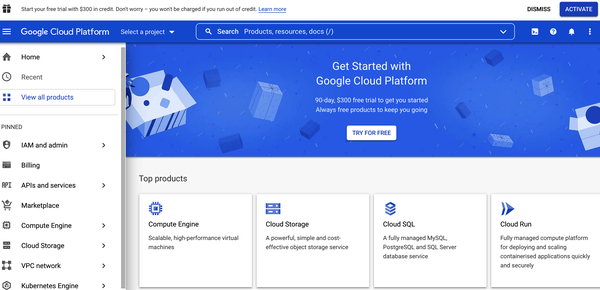 Start your free trial with $300 in credit. Don't worry – you won't be charged if you run out of credit. Learn more
DISMISS
ACTIVATE
Google Cloud Platform
Select a project
Search Products, resources, docs (/)
Home
Recent
View all products
PINNED
IAM and admin
Billing
APIs and services
Marketplace
Compute Engine
Cloud Storage
VPC network
Kubernetes Engine
Get Started with
Google Cloud Platform
90-day, $300 free trial to get you started
Always free products to keep you going
TRY FOR FREE
Top products
Compute Engine
Scalable, high-performance virtual
machines
Cloud Storage
A powerful, simple and cost-
effective object storage service
Cloud SQL
A fully managed MySQL,
PostgreSQL and SQL Server
database service
Cloud Run
Fully managed compute platform
for deploying and scaling
containerised applications quickly
and securely